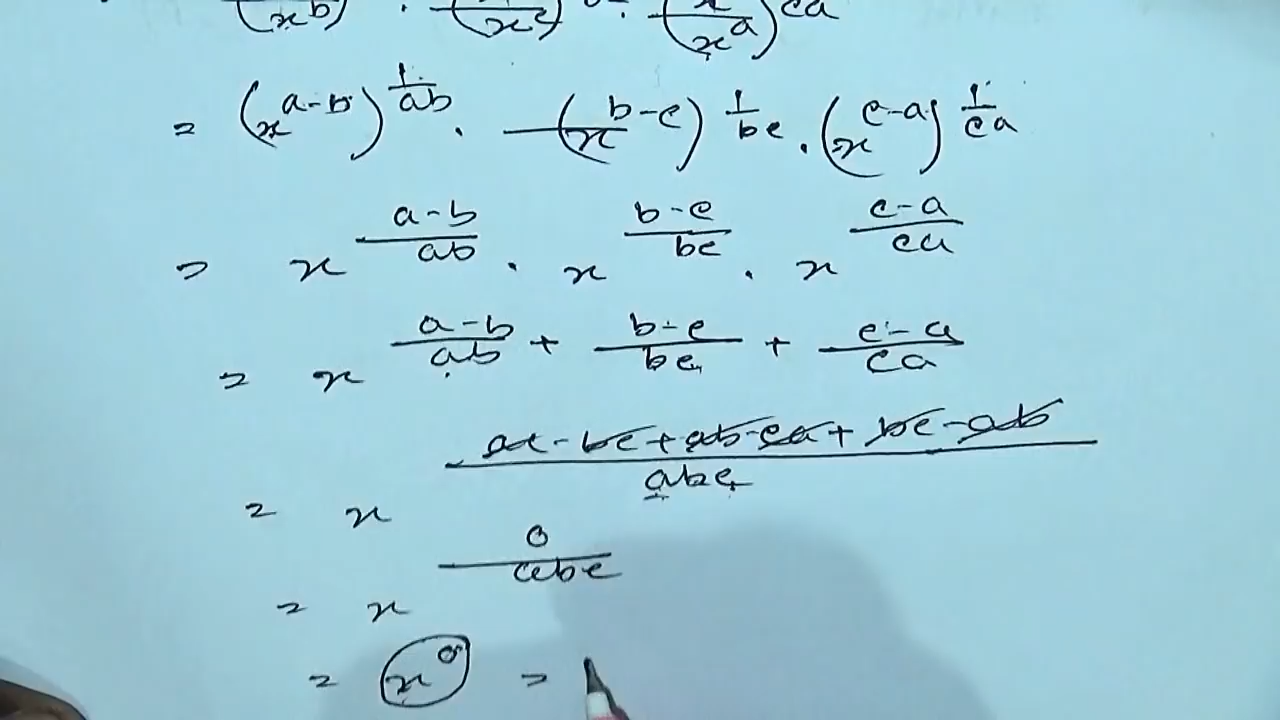 (x^b) · (x^c) · (x/x^a)^ca
= (x^a-b)^1/ab · (x^b-c)^1/bc · (x^c-a)^1/ca
= x^a-b/ab · x^b-c/bc · x^c-a/ca
= x^a-b/ab + b-c/bc + c-a/ca
= x^ac-bc+ab-ca+bc-ab/abc
= x^0/abc
= x^0 =